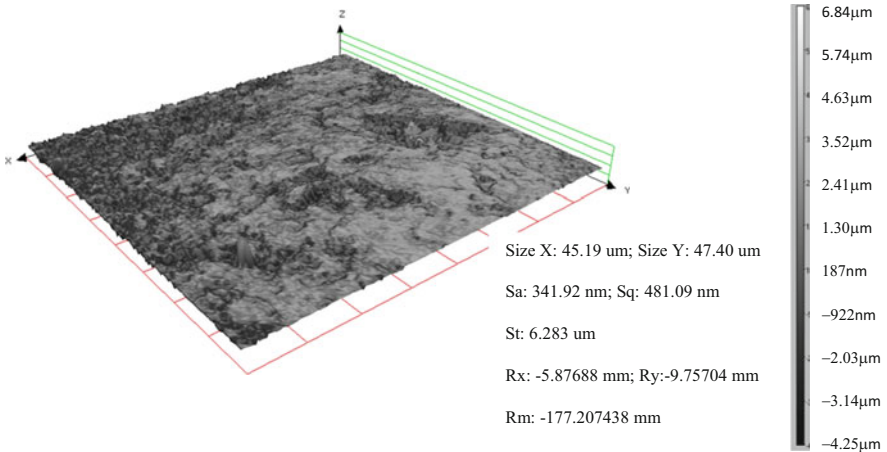 Z
X
Y
Size X: 45.19 um; Size Y: 47.40 um
Sa: 341.92 nm; Sq: 481.09 nm
St: 6.283 um
Rx: -5.87688 mm; Ry:-9.75704 mm
Rm: -177.207438 mm
6.84μm
5.74μm
4.63μm
3.52μm
2.41μm
1.30μm
187nm
−922nm
−2.03μm
−3.14μm
−4.25μm